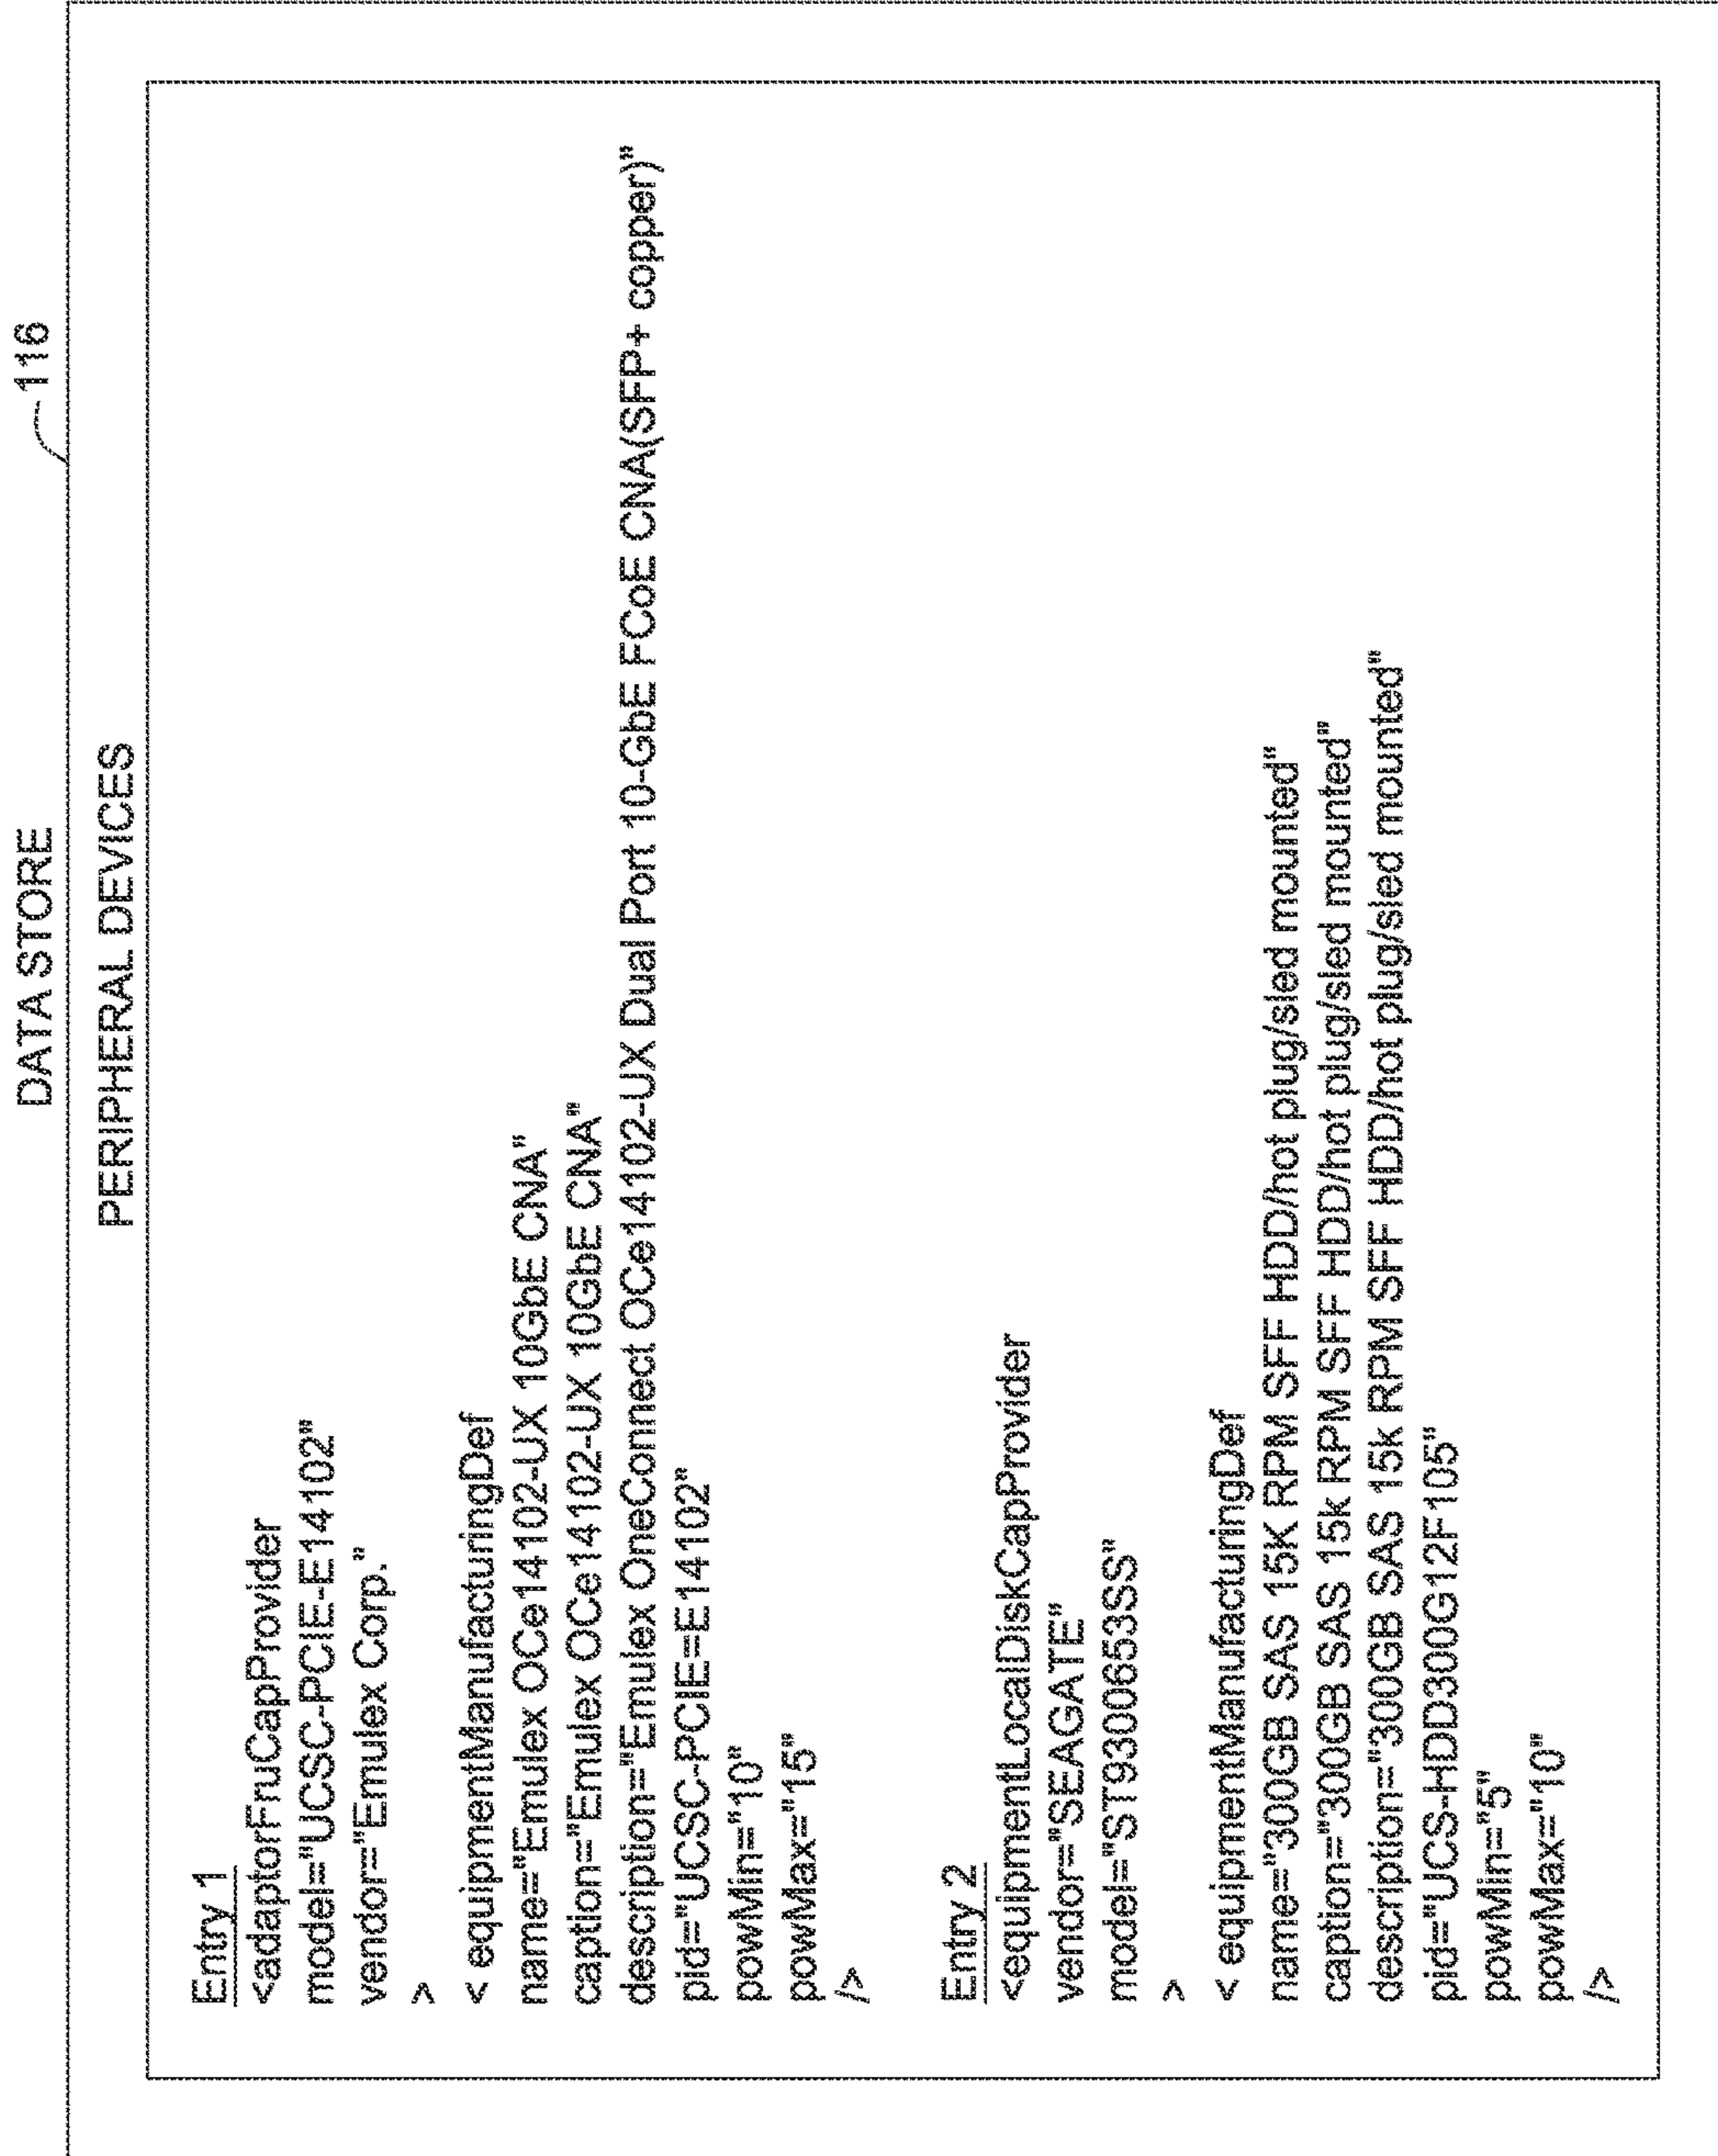 DATA STORE
116
PERIPHERAL DEVICES
Entry 1
<adaptorFruCapProvider
model="UCSC-PCIE-E14102"
vendor="Emulex Corp."
>
< equipmentManufacturingDef
name="Emulex OCe14102-UX 10GbE CNA"
caption="Emulex OCe14102-UX 10GbE CNA"
description="Emulex OneConnect OCe14102-UX Dual Port 10-GbE FCoE CNA(SFP+ copper)"
pid="UCSC-PCIE=E14102"
powMin="10"
powMax="15"
/>
Entry 2
<equipmentLocalDiskCapProvider
vendor="SEAGATE"
model="ST9300653SS"
>
< equipmentManufacturingDef
name="300GB SAS 15K RPM SFF HDD/hot plug/sled mounted"
caption="300GB SAS 15k RPM SFF HDD/hot plug/sled mounted"
description="300GB SAS 15k RPM SFF HDD/hot plug/sled mounted"
pid="UCS-HDD300G12F105"
powMin="5"
powMax="10"
/>